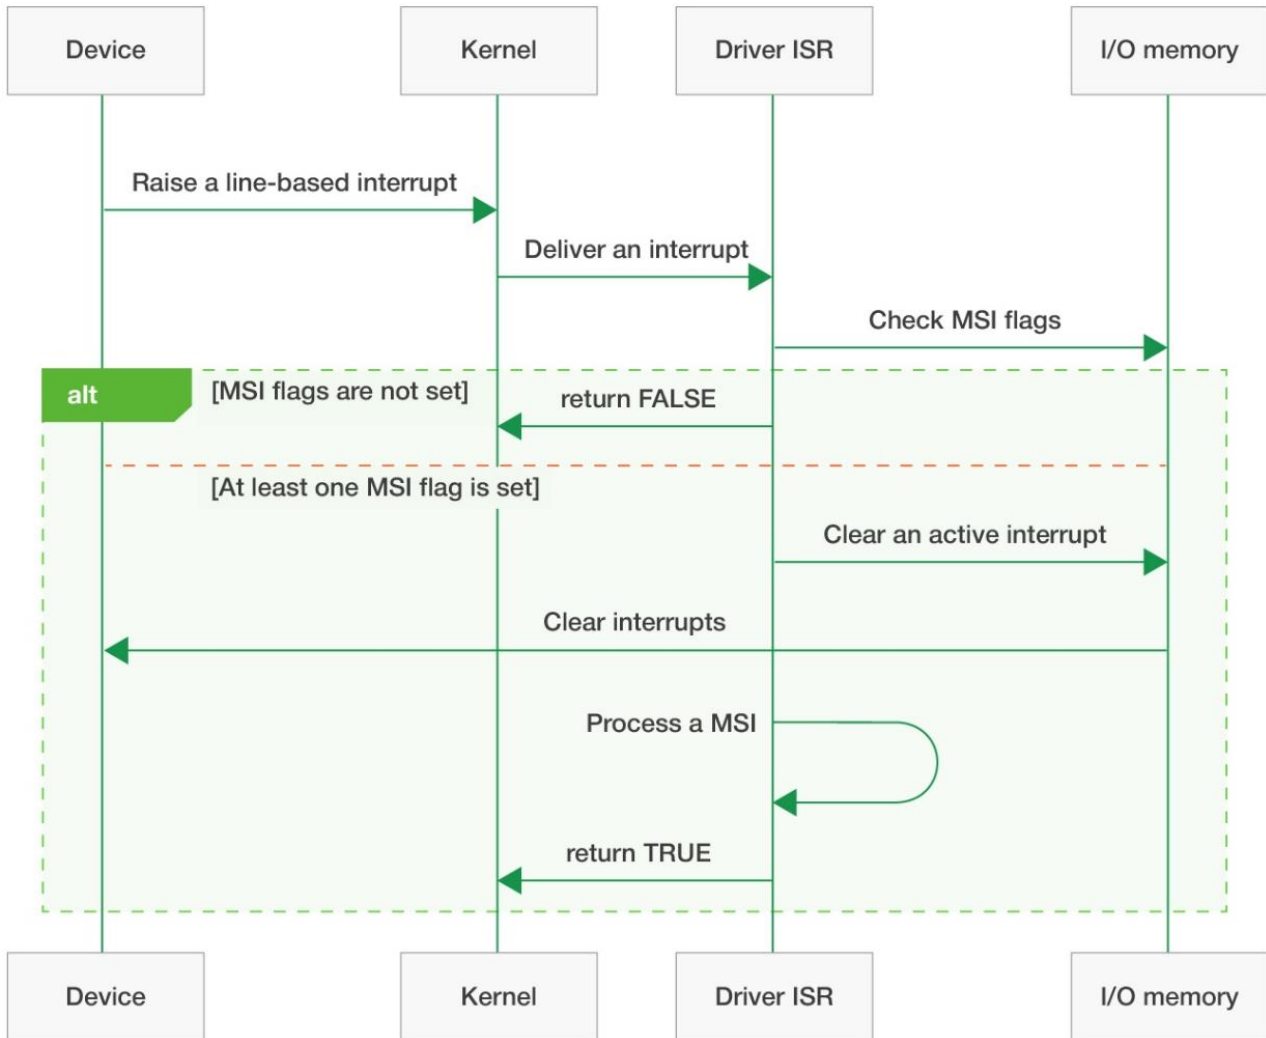 Device
Kernel
Driver ISR
I/O memory
Raise a line-based interrupt
Deliver an interrupt
Check MSI flags
alt
[MSI flags are not set]
return FALSE
[At least one MSI flag is set]
Clear an active interrupt
Clear interrupts
Process a MSI
return TRUE
Device
Kernel
Driver ISR
I/O memory